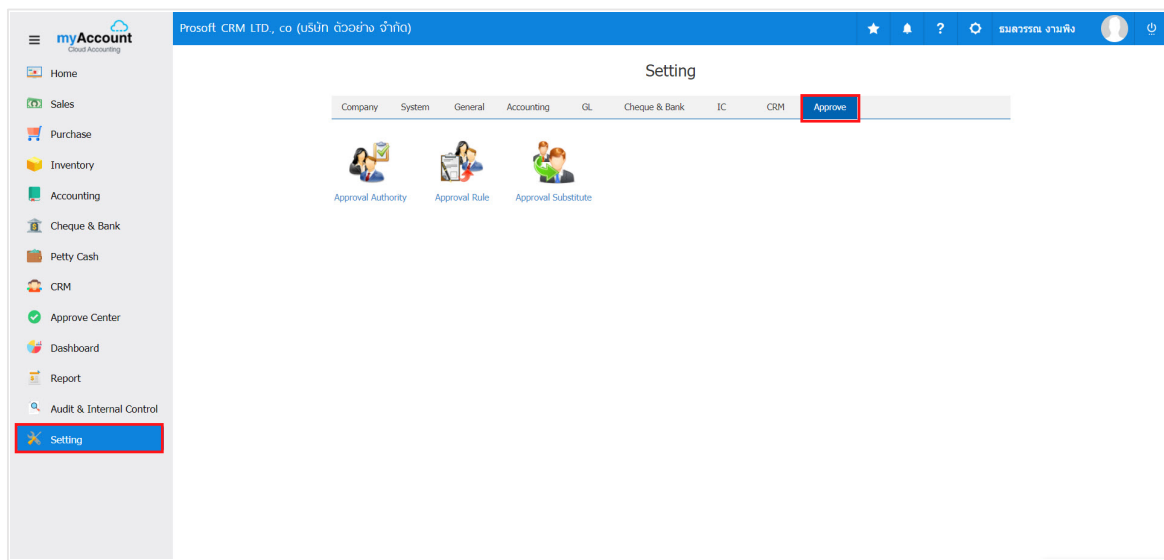 myAccount
Cloud Accounting
Prosoft CRM LTD., co (บริษัท ตัวอย่าง จำกัด)
?
ธมลวรรณ งามพิง
Home
Sales
Purchase
Inventory
Accounting
Cheque & Bank
Petty Cash
CRM
Approve Center
Dashboard
Report
Audit & Internal Control
Setting
Setting
Company System General Accounting GL Cheque & Bank IC CRM Approve
Approval Authority Approval Rule Approval Substitute